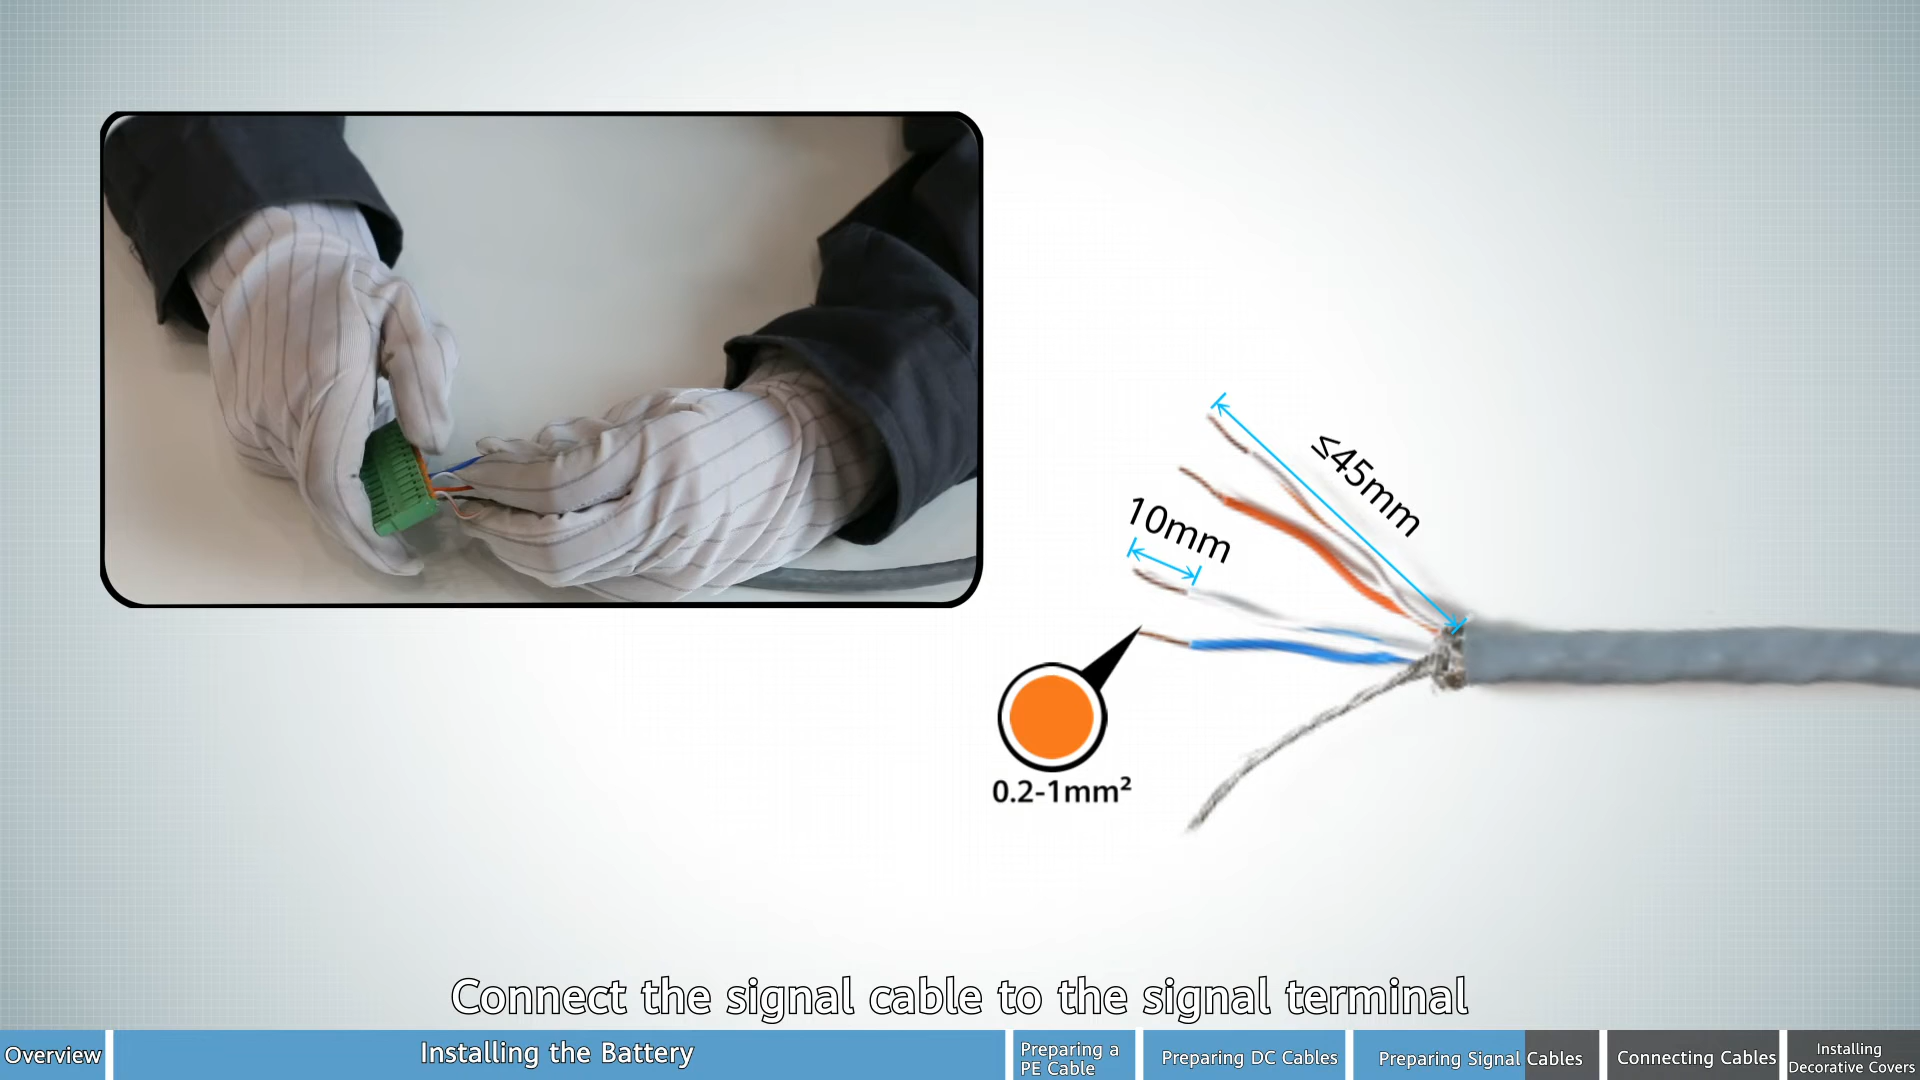 ≤45mm
10mm
0.2-1mm²
Connect the signal cable to the signal terminal
Overview
Installing the Battery
Preparing a
PE Cable
Preparing DC Cables
Preparing Signal Cables
Connecting Cables
Installing
Decorative Covers